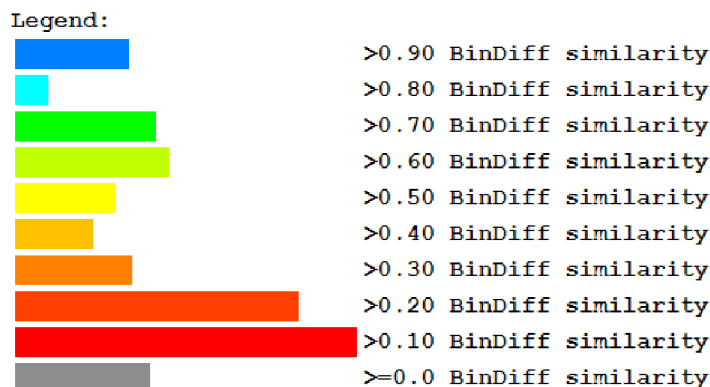 Legend:
>0.90 BinDiff similarity
>0.80 BinDiff similarity
>0.70 BinDiff similarity
>0.60 BinDiff similarity
>0.50 BinDiff similarity
>0.40 BinDiff similarity
>0.30 BinDiff similarity
>0.20 BinDiff similarity
>0.10 BinDiff similarity
>=0.0 BinDiff similarity